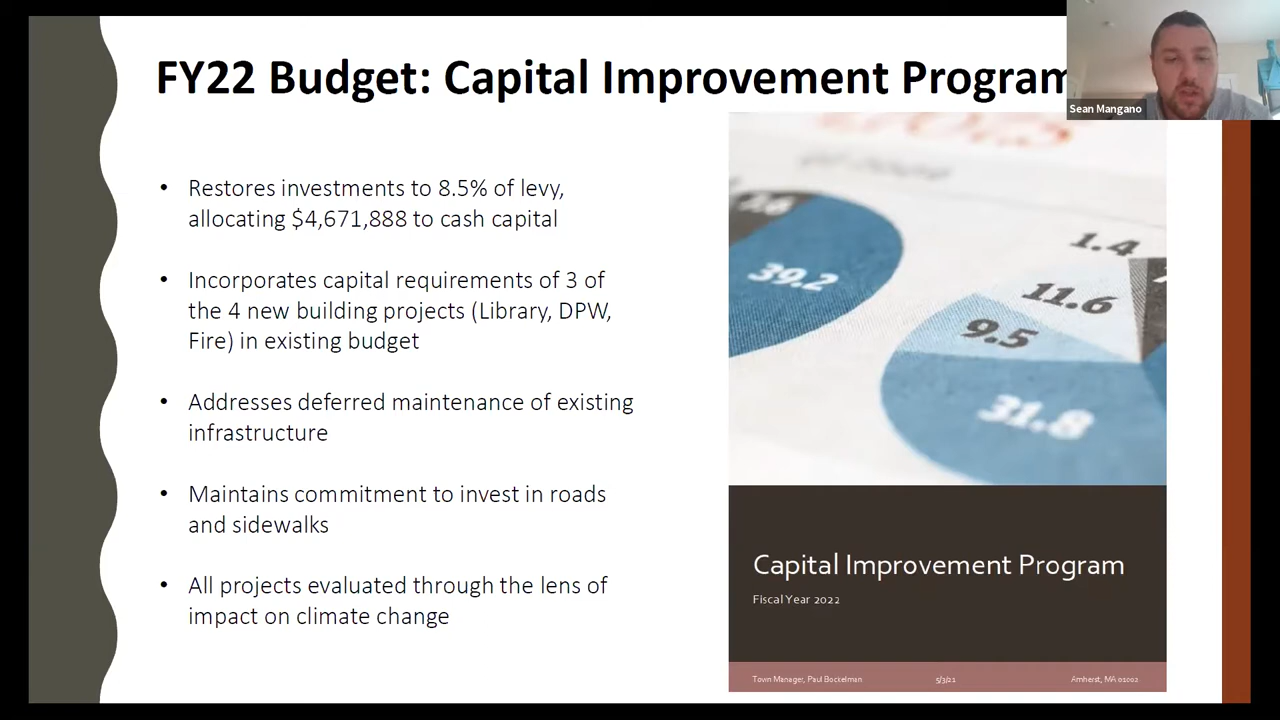 FY22 Budget: Capital Improvement Program
Sean Mangano
• Restores investments to 8.5% of levy,
allocating $4,671,888 to cash capital
• Incorporates capital requirements of 3 of
the 4 new building projects (Library, DPW,
Fire) in existing budget
• Addresses deferred maintenance of existing
infrastructure
• Maintains commitment to invest in roads
and sidewalks
• All projects evaluated through the lens of
impact on climate change
39.2
1.4
11.6
9.5
31.8
Capital Improvement Program
Fiscal Year 2022
Town Manager, Paul Bockelman 5/3/21 Amherst, MA 01002